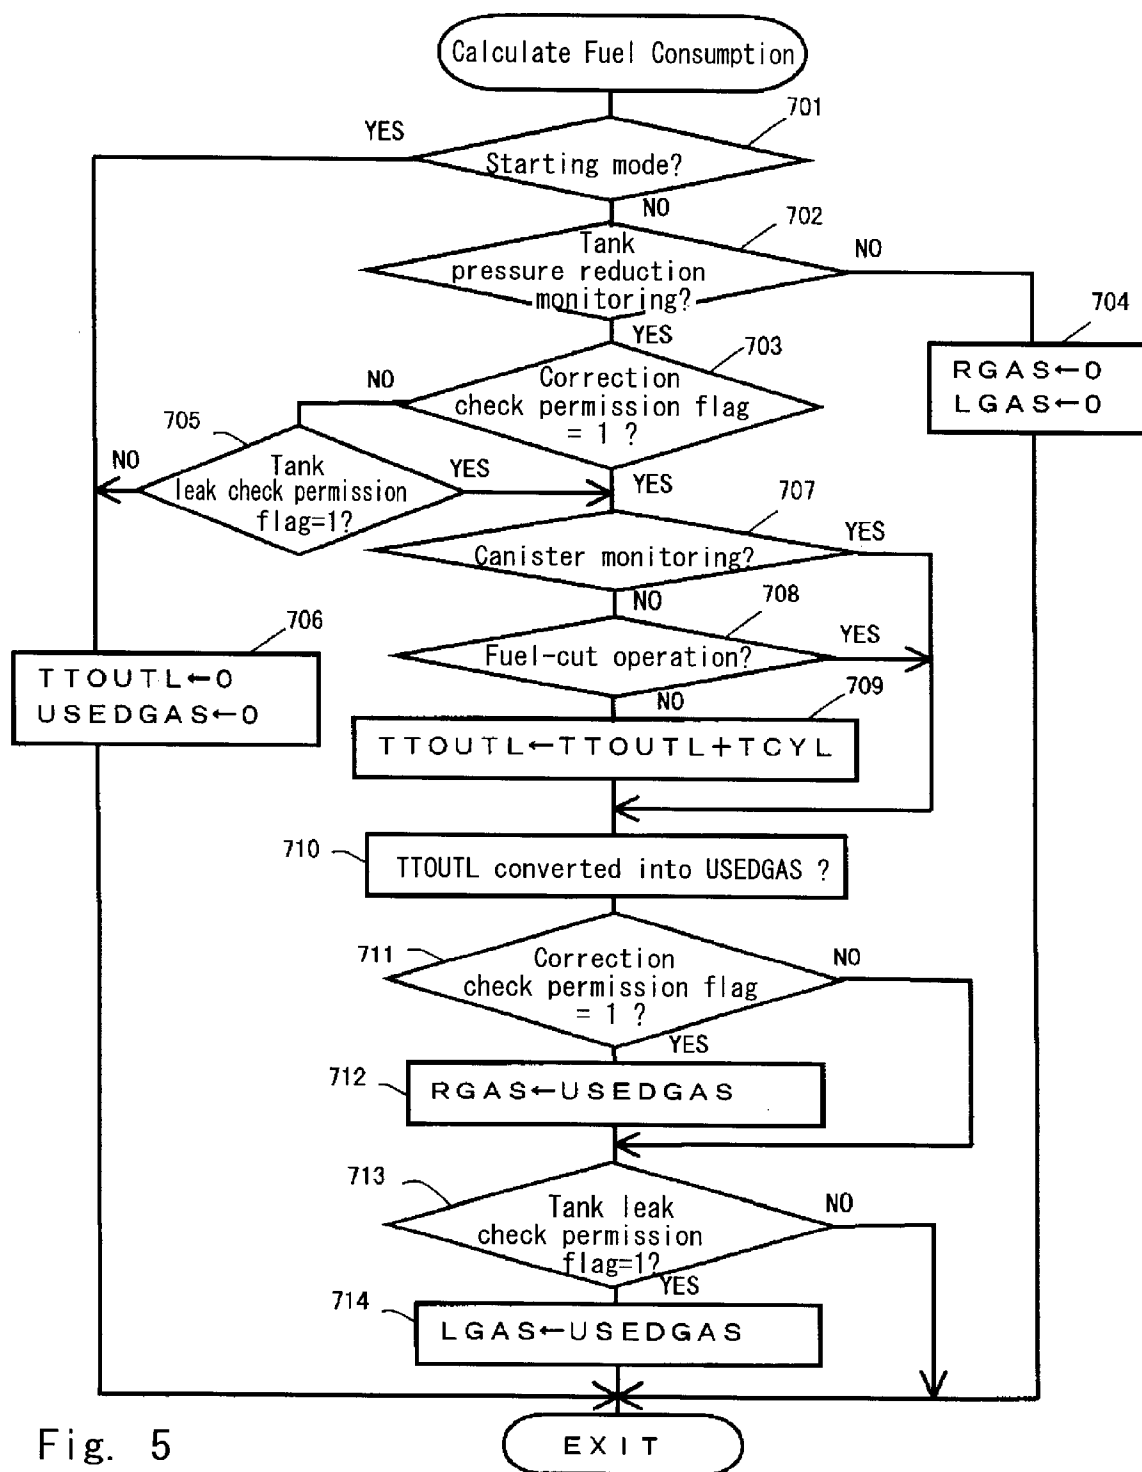 Calculate Fuel Consumption
701
YES
Starting mode?
NO
702
Tank
pressure reduction
monitoring?
NO
704
YES
703
RGAS←0
LGAS←0
NO
Correction
check permission flag
= 1 ?
705
NO
Tank
leak check permission
flag=1?
YES
YES
707
Canister monitoring?
YES
NO
708
706
Fuel-cut operation?
YES
TTOUTL←0
USEDGAS←0
NO
709
TTOUTL←TTOUTL+TCYL
710
TTOUTL converted into USEDGAS ?
711
Correction
check permission flag
= 1 ?
NO
YES
712
RGAS←USEDGAS
713
Tank leak
check permission
flag=1?
NO
YES
714
LGAS←USEDGAS
EXIT
Fig. 5